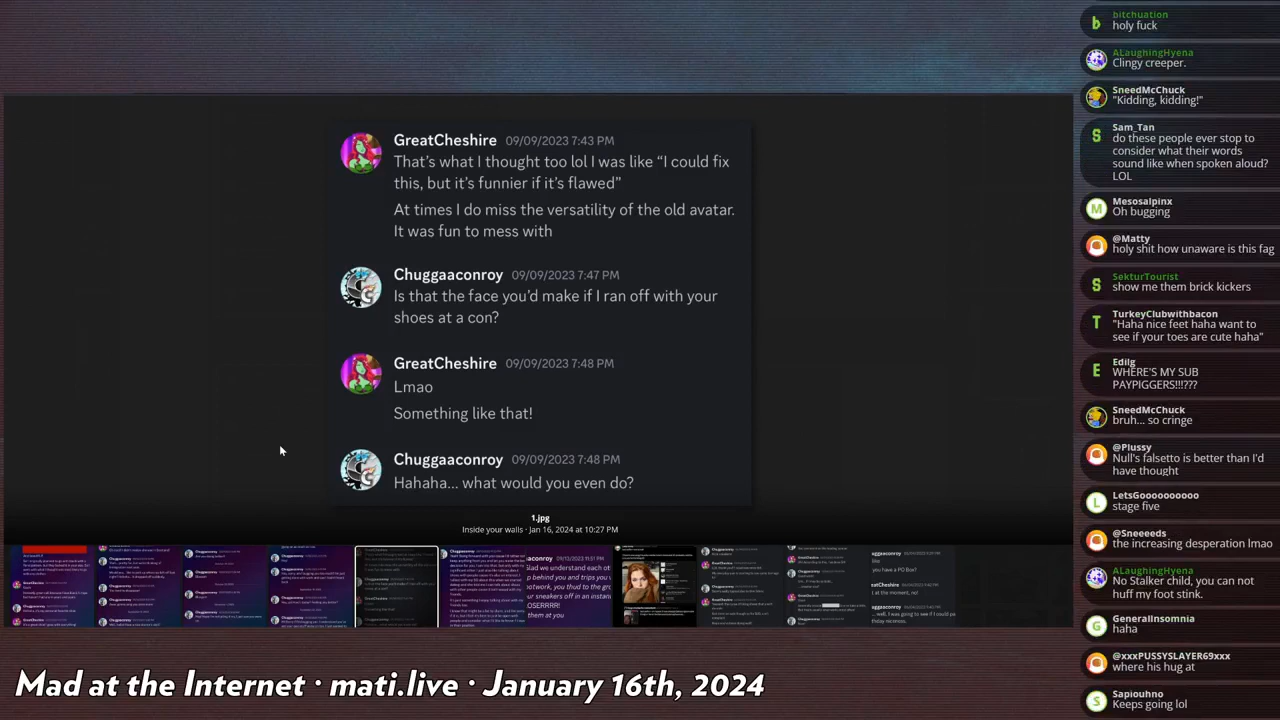 GreatCheshire 09/09/2023 7:43 PM
That's what I thought too lol I was like “I could fix
this, but it's funnier if it's flawed”
At times I do miss the versatility of the old avatar.
It was fun to mess with
Chuggaaconroy 09/09/2023 7:47 PM
Is that the face you'd make if I ran off with your
shoes at a con?
GreatCheshire 09/09/2023 7:48 PM
Lmao
Something like that!
Chuggaaconroy 09/09/2023 7:48 PM
Hahaha... what would you even do?
1.jpg
Inside your walls · Jan 16, 2024 at 10:27 PM
Mad at the Internet · mati.live · January 16th, 2024
bitchuation
holy fuck
ALaughingHyena
Clingy creeper.
SneedMcChuck
"Kidding, kidding!"
Sam_Tan
do these people ever stop to
consider what their words
sound like when spoken aloud?
LOL
Mesosalpinx
Oh bugging
@Matty
holy shit how unaware is this fag
SekturTourist
show me them brick kickers
TurkeyClubwithbacon
"Haha nice feet haha want to
see if your toes are cute haha"
Edilg
WHERE'S MY SUB
PAYPIGGERS!!!???
SneedMcChuck
bruh... so cringe
@Plussy
Null's falsetto is better than I'd
have thought
LetsGoooooooooo
stage five
@Sneeeds
the increasing desperation lmao
ALaughingHyena
No Stinky Conroy, you cannot
huff my foot stink.
Generalmisterma
haha
@xxxPUSSYSLAYER69xxx
where his hug at
Sapiouhno
Keeps going lol